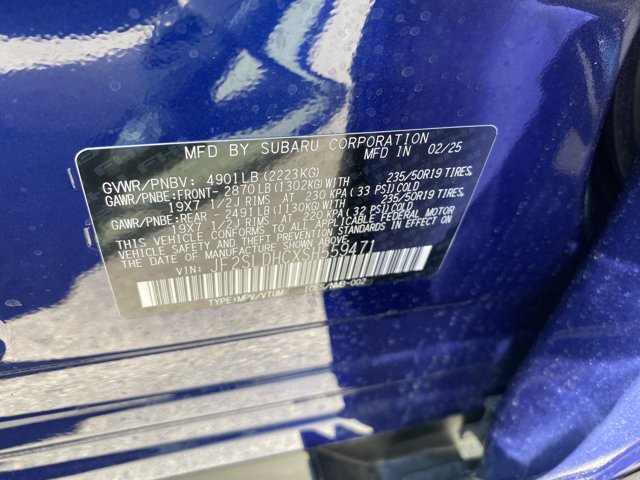 MFD BY SUBARU CORPORATION
MFD IN 02/25
GVWR/PNBV: 4901LB(2223KG)
GAWR/PNBE:FRONT- 2870LB(1302KG)WITH 235/50R19 TIRES,
19X7 1/2J RIMS AT 230 KPA(33 PSI)COLD
GAWR/PNBE:REAR - 2491LB(1130KG)WITH 235/50R19 TIRES,
19X7 1/2J RIMS AT 220 KPA(32 PSI)COLD
THIS VEHICLE CONFORMS TO ALL APPLICABLE FEDERAL MOTOR
VEHICLE SAFETY AND BUMPER STANDARDS IN EFFECT ON
THE DATE OF MANUFACTURE SHOWN ABOVE.
VIN: JF2SLDHCXSH559471
TYPE:MPV/VTUM